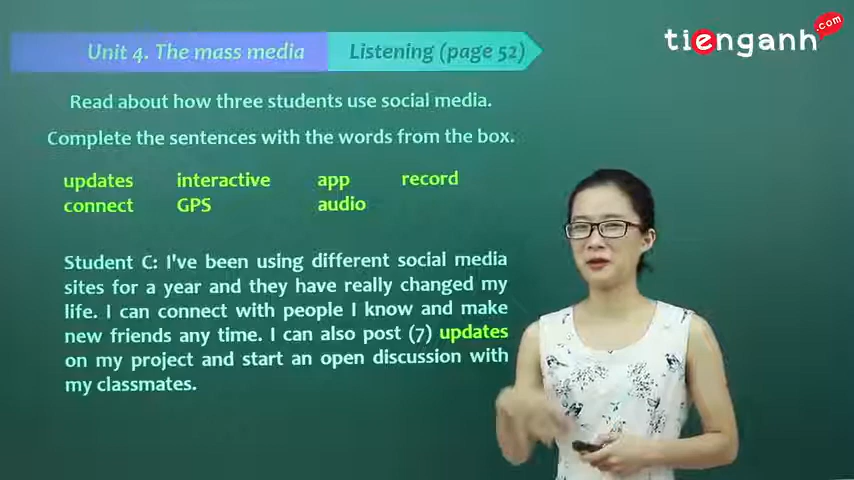 Unit 4. The mass media
Listening (page 52)
tienganh.com
Read about how three students use social media.
Complete the sentences with the words from the box.
updates interactive app record
connect GPS audio
Student C: I've been using different social media
sites for a year and they have really changed my
life. I can connect with people I know and make
new friends any time. I can also post (7) updates
on my project and start an open discussion with
my classmates.